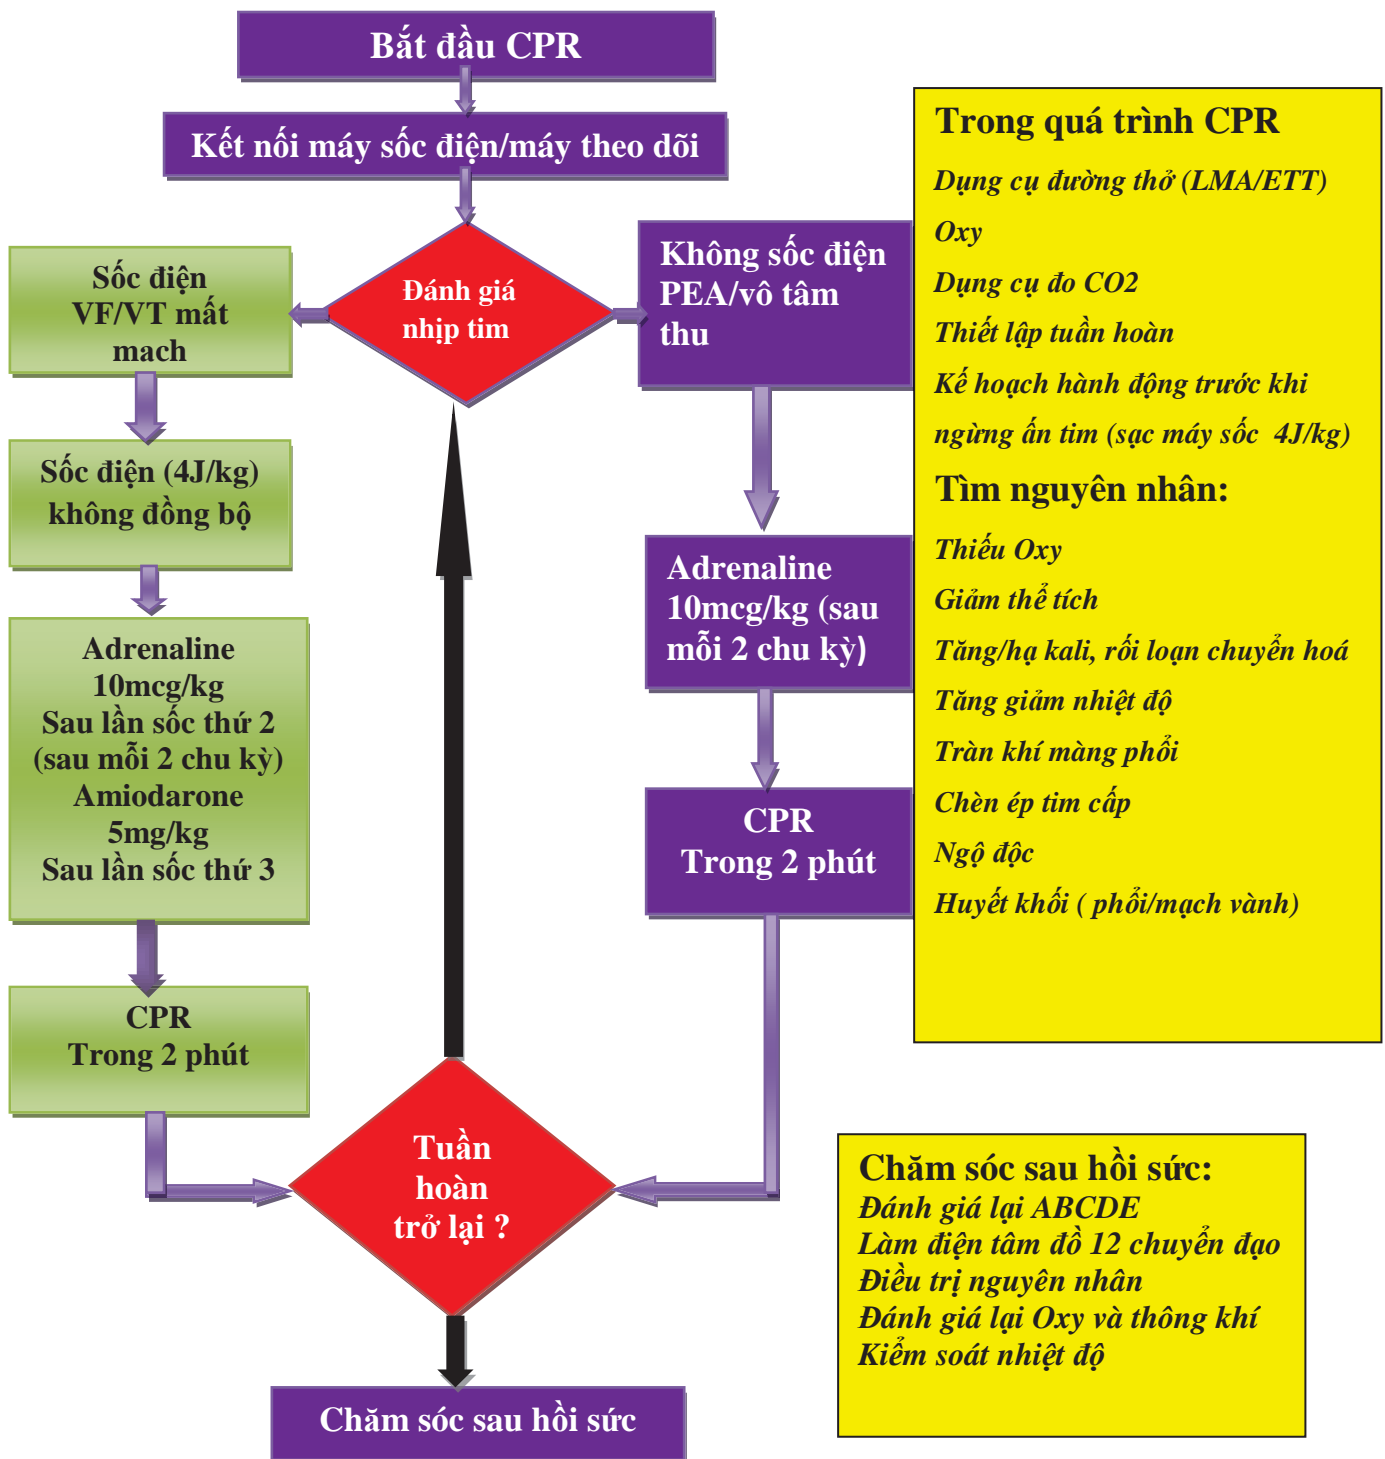 Bắt đầu CPR
Kết nối máy sốc điện/máy theo dõi
Đánh giá
nhịp tim
Sốc điện
VF/VT mất
mach
Sốc điện (4J/kg)
không đồng bộ
Adrenaline
10mcg/kg
Sau lần sốc thứ 2
(sau mỗi 2 chu kỳ)
Amiodarone
5mg/kg
Sau lần sốc thứ 3
CPR
Trong 2 phút
Không sốc điện
PEA/vô tâm
thu
Adrenaline
10mcg/kg (sau
mỗi 2 chu kỳ)
CPR
Trong 2 phút
Tuần
hoàn
trở lại ?
Chăm sóc sau hồi sức
Trong quá trình CPR
Dụng cụ đường thở (LMA/ETT)
Oxy
Dụng cụ đo CO2
Thiết lập tuần hoàn
Kế hoạch hành động trước khi
ngừng ấn tim (sạc máy sốc 4J/kg)
Tìm nguyên nhân:
Thiếu Oxy
Giảm thể tích
Tăng/hạ kali, rối loạn chuyển hoá
Tăng giảm nhiệt độ
Tràn khí màng phổi
Chèn ép tim cấp
Ngộ độc
Huyết khối ( phổi/mạch vành)
Chăm sóc sau hồi sức:
Đánh giá lại ABCDE
Làm điện tâm đồ 12 chuyển đạo
Điều trị nguyên nhân
Đánh giá lại Oxy và thông khí
Kiểm soát nhiệt độ